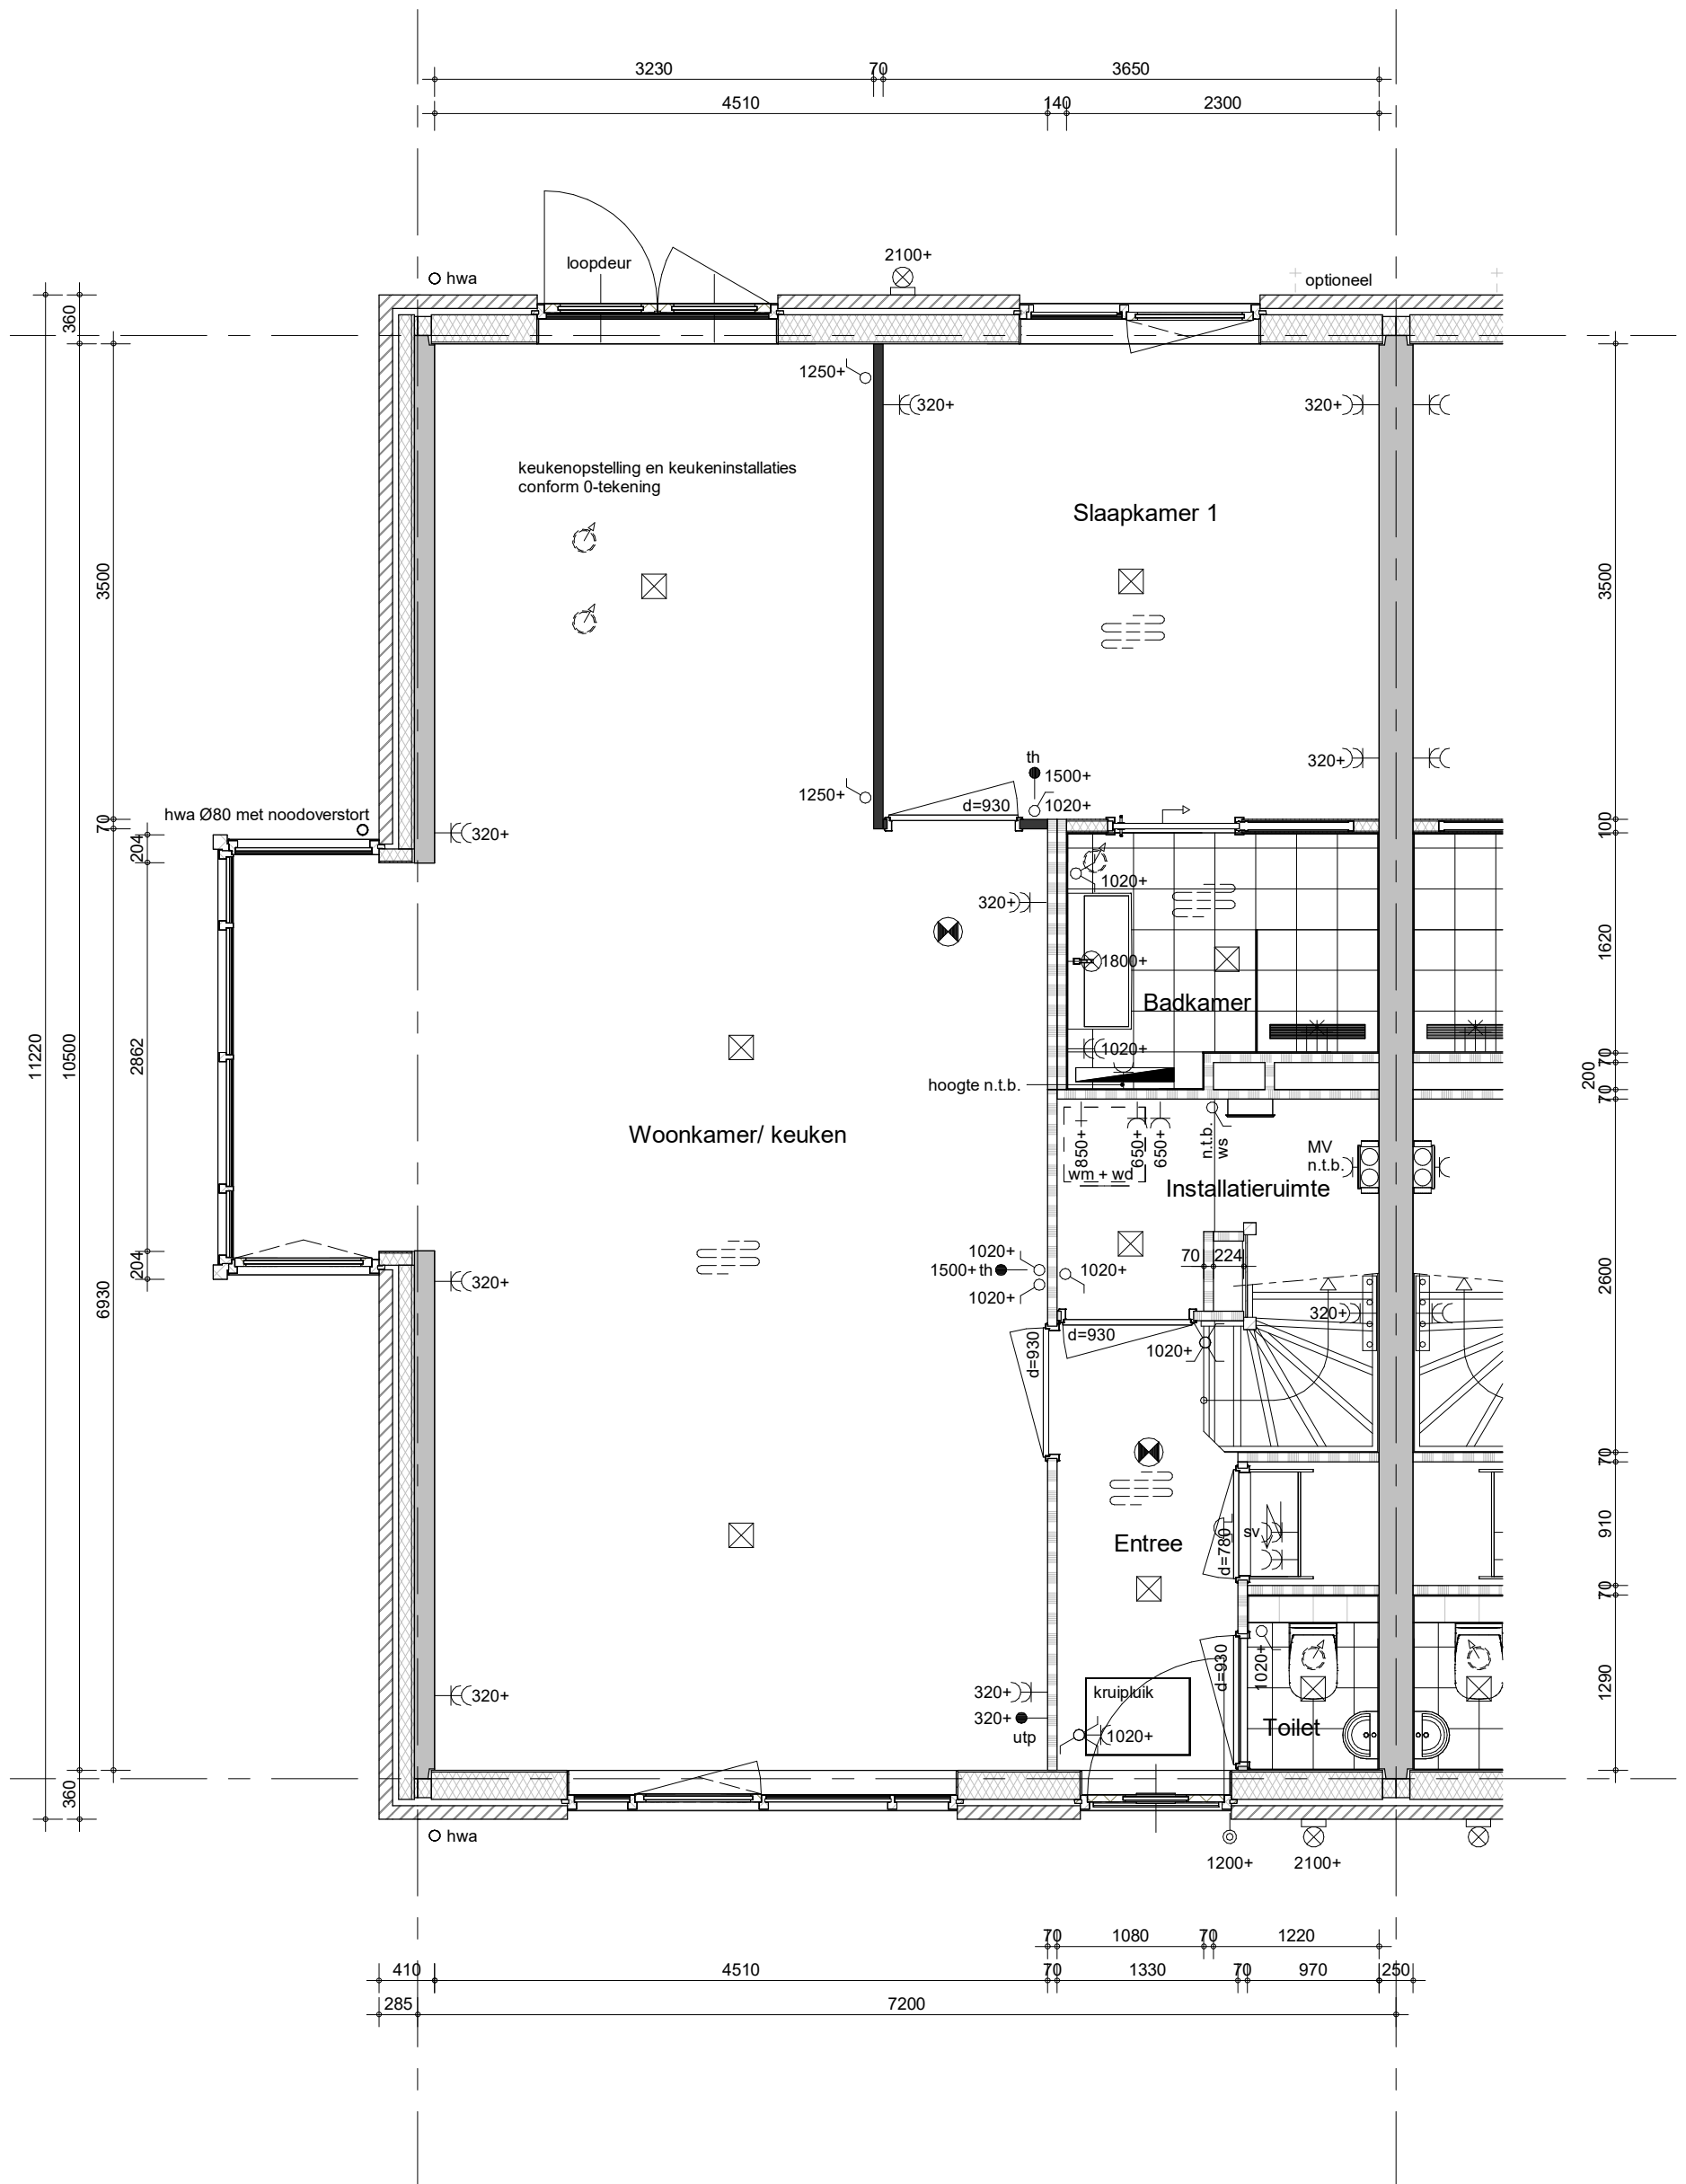 3230
70
3650
4510
140
2300
loopdeur
hwa
2100+
optioneel
360
1250+
320+
320+
keukenopstelling en keukeninstallaties
conform 0-tekening
Slaapkamer 1
3500
3500
th
1500+
320+
1250+
d=930
1020+
hwa Ø80 met noodoverstort
70
204
320+
100
1020+
320+
1800+
1620
Badkamer
11220
10500
2862
1020+
hoogte n.t.b.
70
200
70
Woonkamer/ keuken
850+
650+
650+
n.t.b.
ws
MV
n.t.b.
wm + wd
Installatieruimte
1020+
70
224
1500+
th
1020+
204
320+
1020+
6930
2600
320+
d=930
d=930
1020+
70
Entree
d=780
sv
910
70
d=930
1020+
1290
320+
320+
kruipluik
320+
utp
1020+
Toilet
360
hwa
1200+
2100+
70
1080
70
1220
410
4510
70
1330
70
970
250
285
7200